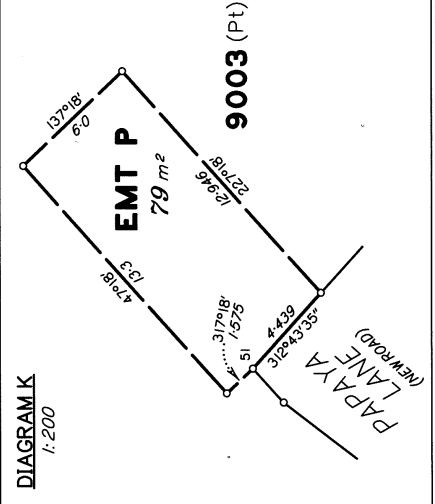 DIAGRAM K
1:200
137°18'
6·0
EMT P
79 m²
9003 (Pt)
47°18'
13·3
227°18'
12·946
317°18'
1·575
51
4·439
312°43'35"
PAPAYA
LANE
(NEW ROAD)